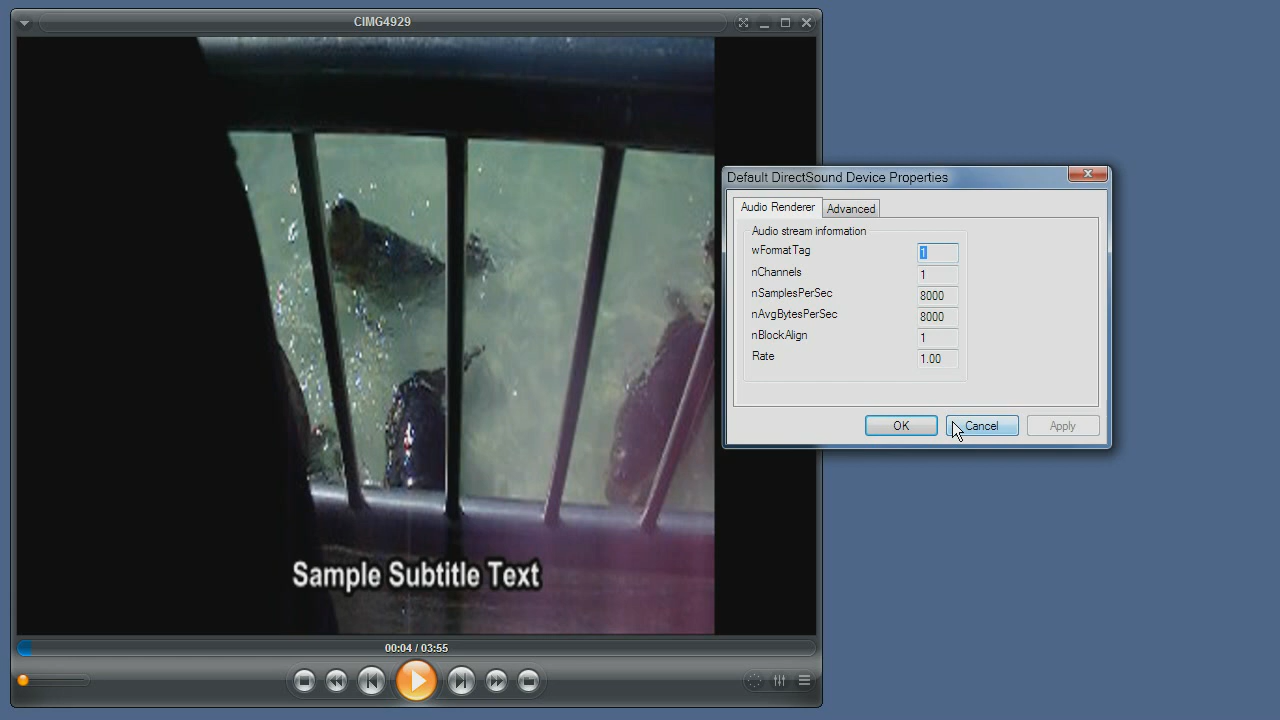 CIMG4929
Sample Subtitle Text
00:04 / 03:55
Default DirectSound Device Properties
Audio Renderer
Advanced
Audio stream information
wFormatTag 1
nChannels 1
nSamplesPerSec 8000
nAvgBytesPerSec 8000
nBlockAlign 1
Rate 1.00
OK
Cancel
Apply